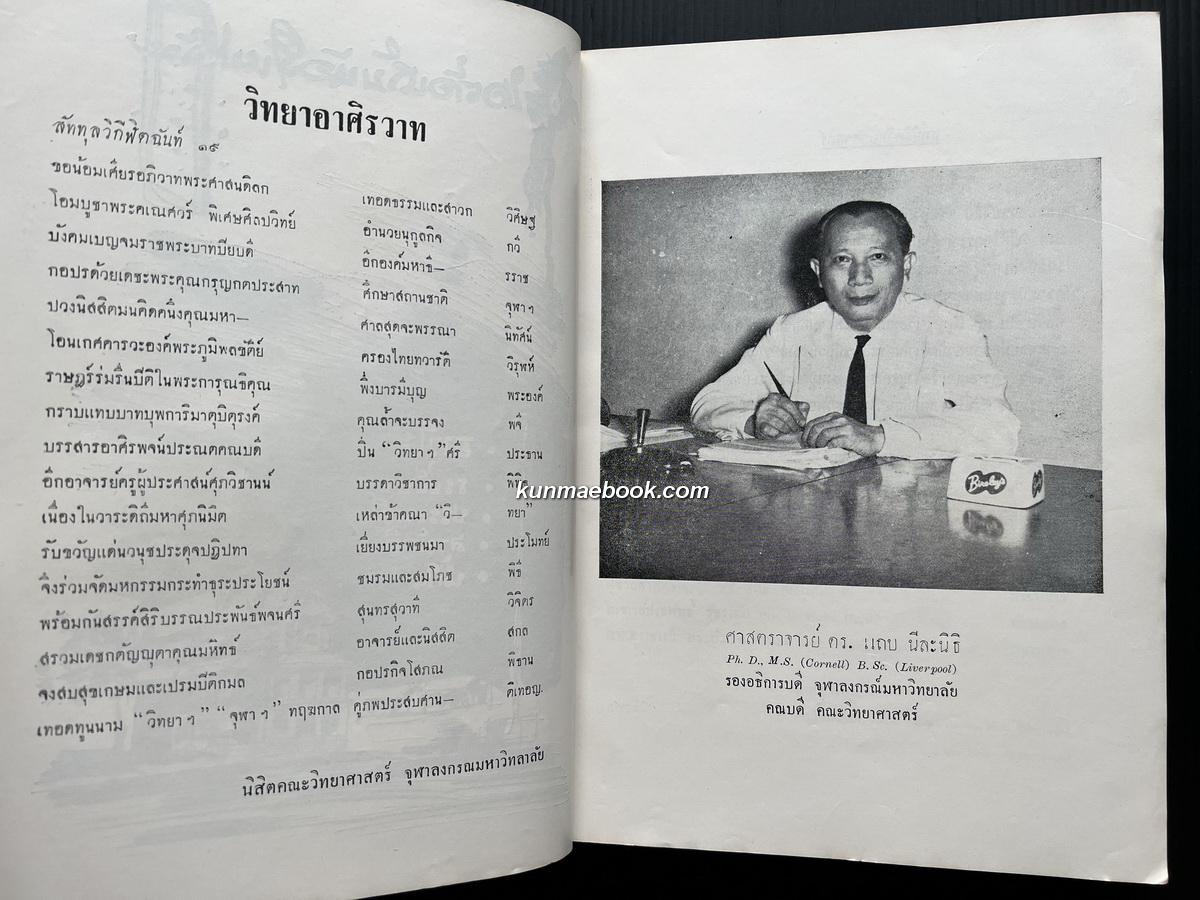 วิทยาอาศิรวาท
สัททุลวิกีฬิตฉันท์ ๑๙
ขอน้อมเศียรอภิวาทพระศาสนดิลก เทอดธรรมและสาวก วิศิษฐ
โอมบูชาพระคเณศวร์ พิเศษศิลปวิทย์ อำนวยนุกูลกิจ กวี
บังคมเบญจมราชพระบาทปิยบดี อีกองค์มหาธี— รราช
กอปรด้วยเดชะพระคุณกรุญกตประสาท ศึกษาสถานชาติ จุฬาฯ
ปวงนิสสิตมนคิดคนึงคุณมหา— ศาลสุดจะพรรณา นิทัศน์
โอนเกศคารวะองค์พระภูมิพลขัติย์ ครองไทยทวารัติ วิรุฬห์
ราษฎร์ร่มรื่นปีติในพระการุณธิคุณ พึ่งบารมีบุญ พระองค์
กราบแทบบาทบุพการิมาตุบิตุรงค์ คุณล้ำจะบรรจง พจี
บรรสารอาศิรพจน์ประณตคณบดี ปิ่น “วิทยาฯ” ศรี ประธาน
อีกอาจารย์ครูผู้ประศาสน์ศุภวิชานน์ บรรดาวิชาการ พิพิธ
เนื่องในวาระดิถีมหาศุภนิมิต เหล่าข้าคณา “วิ— ทยา”
รับขวัญแด่นวนุชประดุจปฏิปทา เยี่ยงบรรพชนมา ประโมทย์
จึงร่วมจัดมหกรรมกระทำธุระประโยชน์ ชมรมและสมโภช พิธี
พร้อมกันสรรค์สิริบรรณประพันธ์พจนศรี สุ่นทรสุวาที วิจิตร
สรวมเดชกตัญญุตาคุณมหิทธ์ อาจารย์และนิสสิต สกล
จงสบสุขเกษมและเปรมปีติกมล กอปรกิจโสภณ พิธาน
เทอดทูนนาม “วิทยาฯ” “จุฬาฯ” ทฤฆกาล คู่ภพประสบศาน— ติเทอญ.
นิสิตคณะวิทยาศาสตร์ จุฬาลงกรณมหาวิทลาลัย
Bireley's
kunmaebook.com
ศาสตราจารย์ ดร. แถบ นีละนิธิ
Ph. D., M.S. (Cornell) B. Sc. (Liverpool)
รองอธิการบดี จุฬาลงกรณ์มหาวิทยาลัย
คณบดี คณะวิทยาศาสตร์